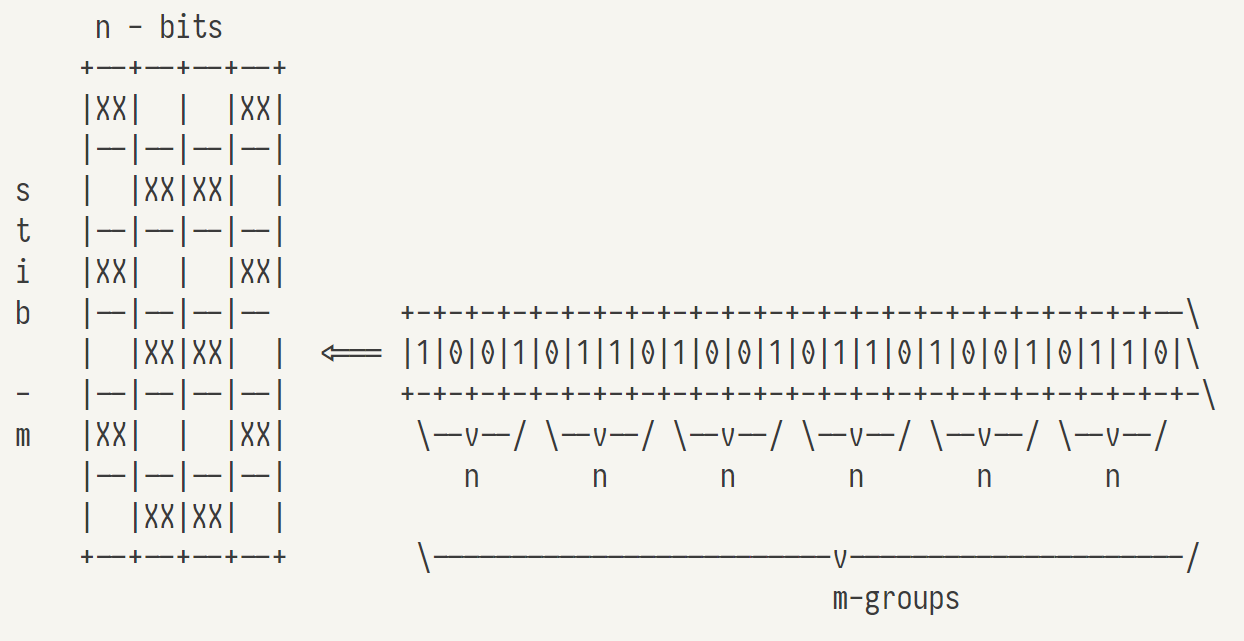 n - bits
    +--+--+--+--+
    |XX|  |  |XX|
    |--|--|--|--|
s   |  |XX|XX|  |
t   |--|--|--|--|
i   |XX|  |  |XX|
b   |--|--|--|--       +-+-+-+-+-+-+-+-+-+-+-+-+-+-+-+-+-+-+-+-+-+-+-+--\
    |  |XX|XX|  |  <=== |1|0|0|1|0|1|1|0|1|0|0|1|0|1|1|0|1|0|0|1|0|1|1|0|\
-   |--|--|--|--|       +-+-+-+-+-+-+-+-+-+-+-+-+-+-+-+-+-+-+-+-+-+-+-+-+-\
m   |XX|  |  |XX|        \--v--/ \--v--/ \--v--/ \--v--/ \--v--/ \--v--/
    |--|--|--|--|           n       n       n       n       n       n
    |  |XX|XX|  |
    +--+--+--+--+        \-------------------------v---------------------/
                                                   m-groups